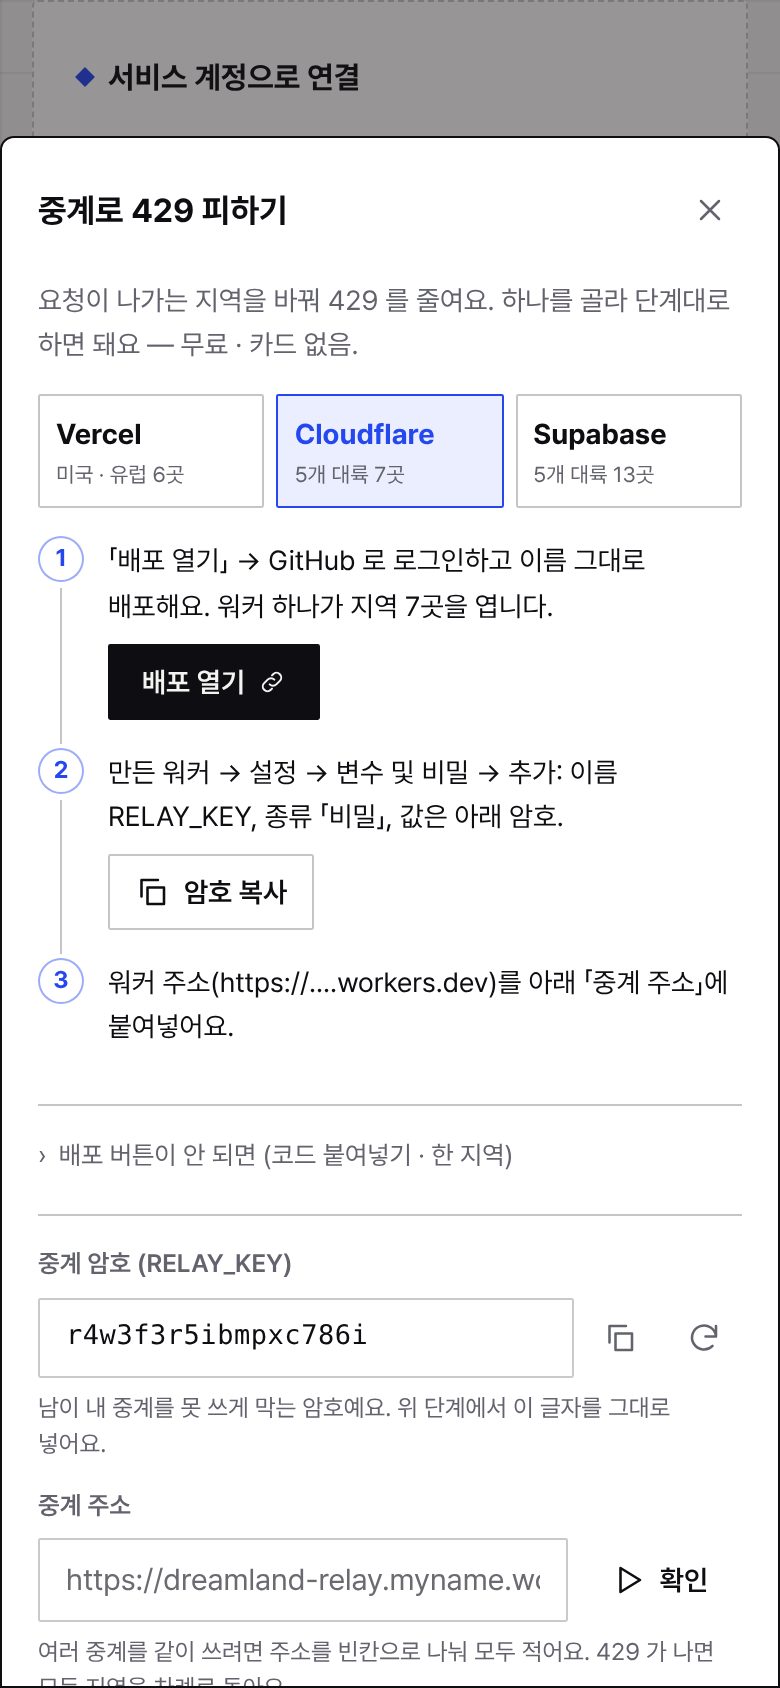 서비스 계정으로 연결
중계로 429 피하기
요청이 나가는 지역을 바꿔 429 를 줄여요. 하나를 골라 단계대로
하면 돼요 — 무료 · 카드 없음.
Vercel
미국 · 유럽 6곳
Cloudflare
5개 대륙 7곳
Supabase
5개 대륙 13곳
1
「배포 열기」 → GitHub 로 로그인하고 이름 그대로
배포해요. 워커 하나가 지역 7곳을 엽니다.
배포 열기
2
만든 워커 → 설정 → 변수 및 비밀 → 추가: 이름
RELAY_KEY, 종류 「비밀」, 값은 아래 암호.
암호 복사
3
워커 주소(https://....workers.dev)를 아래 「중계 주소」에
붙여넣어요.
› 배포 버튼이 안 되면 (코드 붙여넣기 · 한 지역)
중계 암호 (RELAY_KEY)
r4w3f3r5ibmpxc786i
남이 내 중계를 못 쓰게 막는 암호예요. 위 단계에서 이 글자를 그대로
넣어요.
중계 주소
https://dreamland-relay.myname.wo
확인
여러 중계를 같이 쓰려면 주소를 빈칸으로 나눠 모두 적어요. 429 가 나면
모든 지역을 차례로 돌아요.